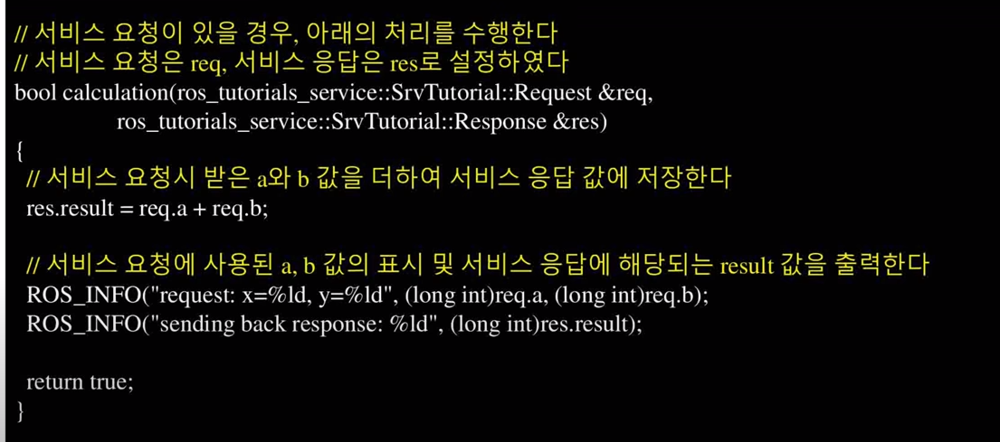 // 서비스 요청이 있을 경우, 아래의 처리를 수행한다
// 서비스 요청은 req, 서비스 응답은 res로 설정하였다
bool calculation(ros_tutorials_service::SrvTutorial::Request &req,
ros_tutorials_service::SrvTutorial::Response &res)
{
// 서비스 요청시 받은 a와 b 값을 더하여 서비스 응답 값에 저장한다
res.result = req.a + req.b;
// 서비스 요청에 사용된 a, b 값의 표시 및 서비스 응답에 해당되는 result 값을 출력한다
ROS_INFO("request: x=%ld, y=%ld", (long int)req.a, (long int)req.b);
ROS_INFO("sending back response: %ld", (long int)res.result);
return true;
}